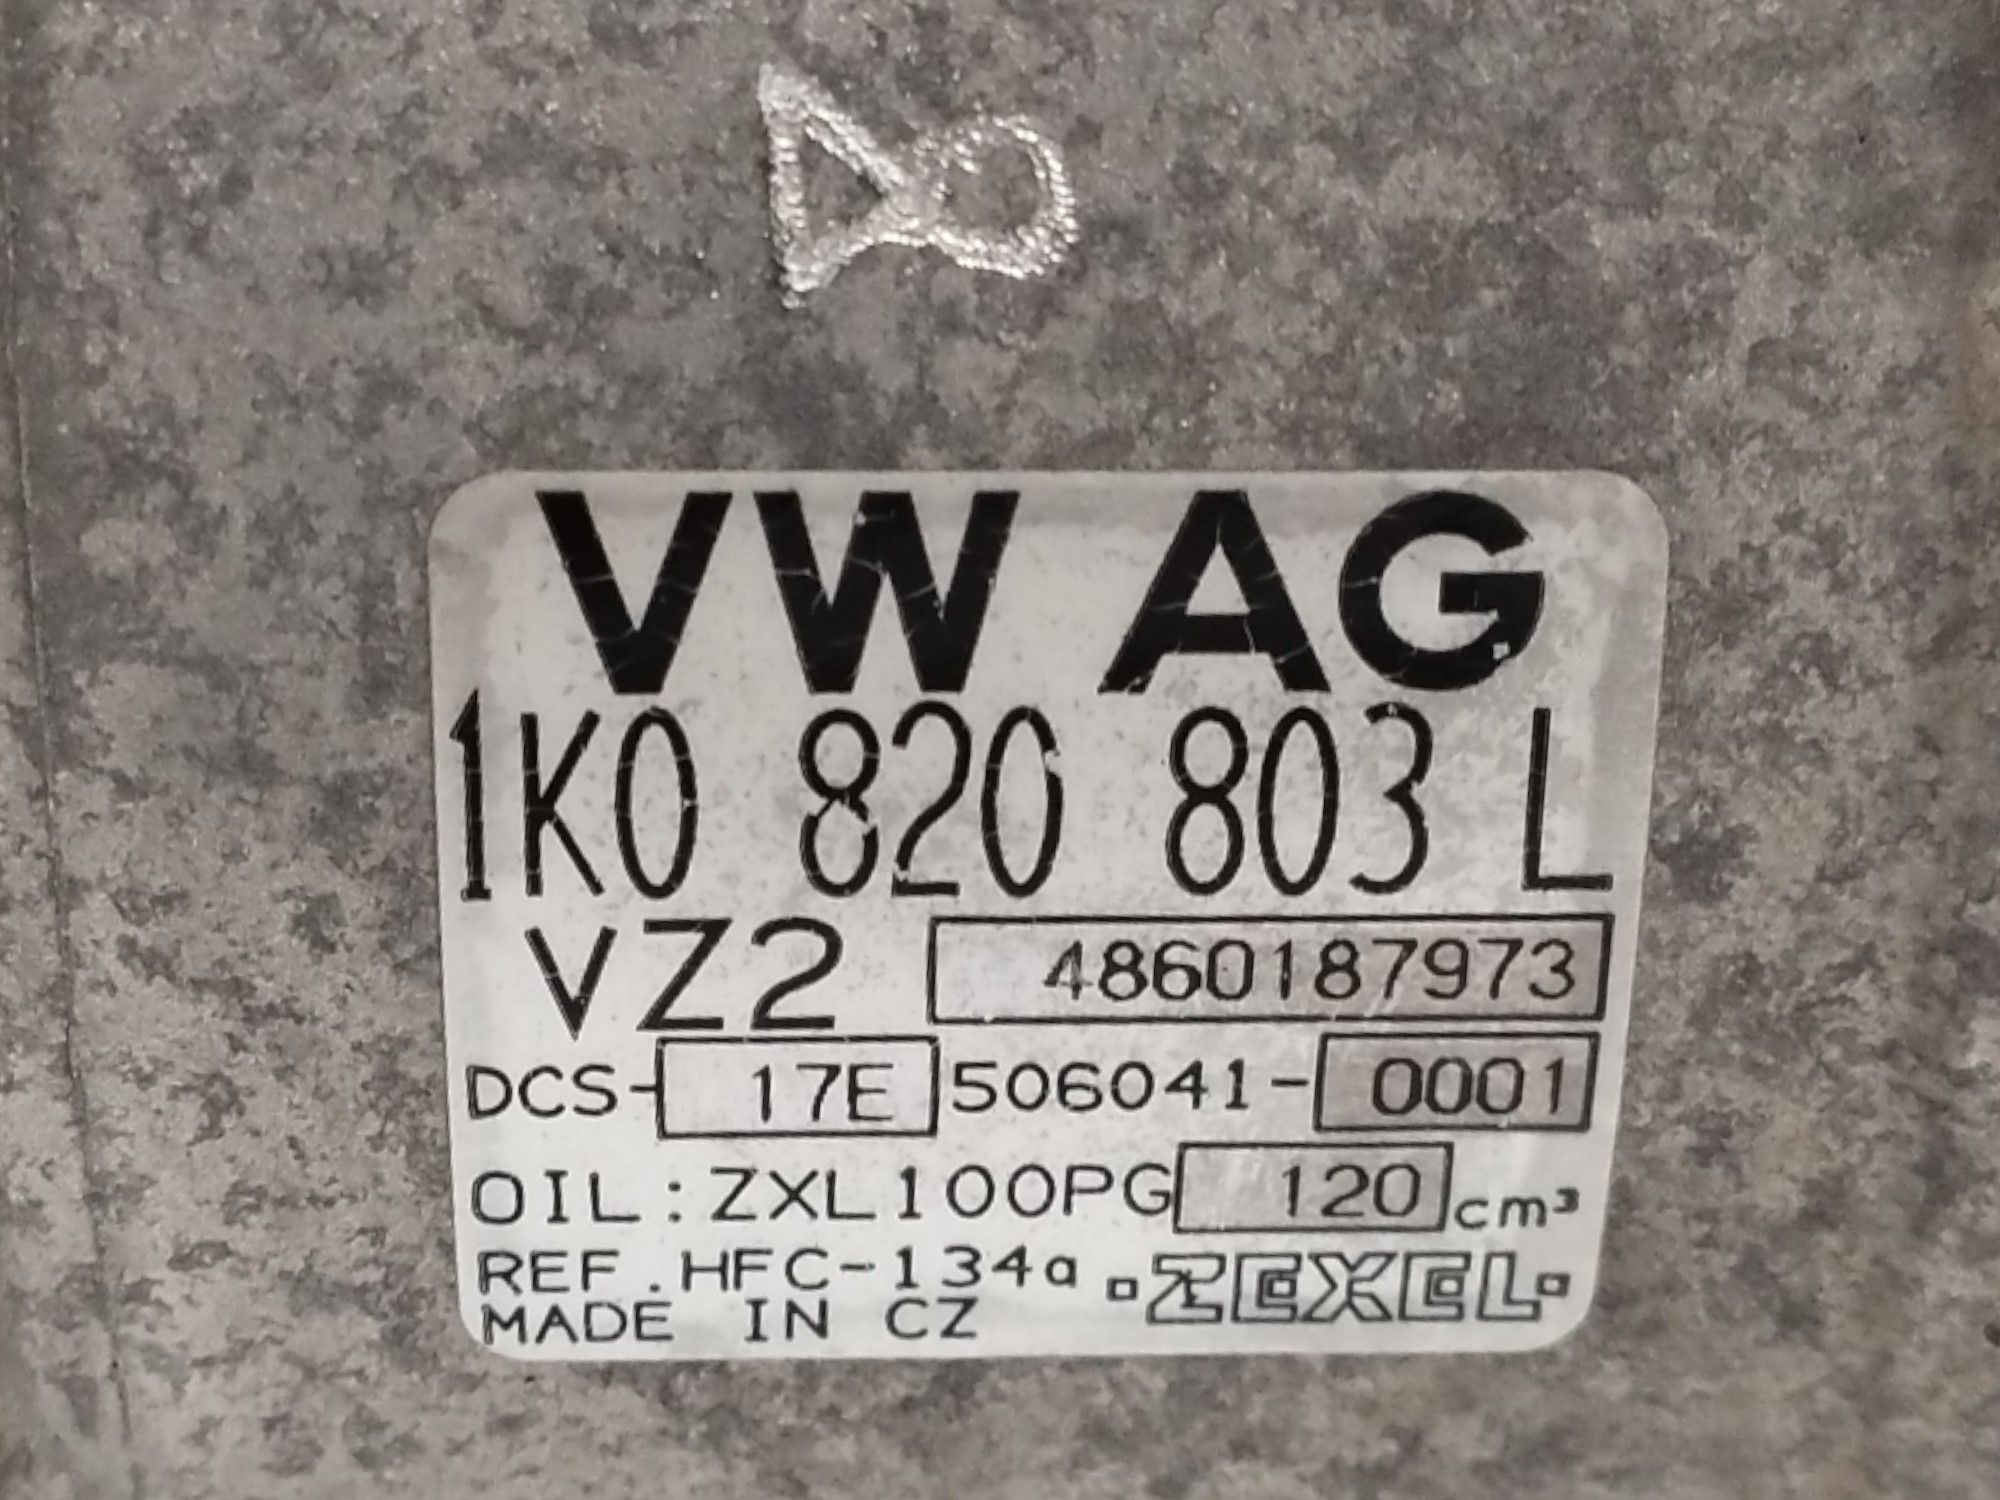 8
VW AG
1K0 820 803 L
VZ2 4860187973
DCS-17E 506041-0001
OIL:ZXL100PG 120 cm³
REF.HFC-134a ZEXEL
MADE IN CZ